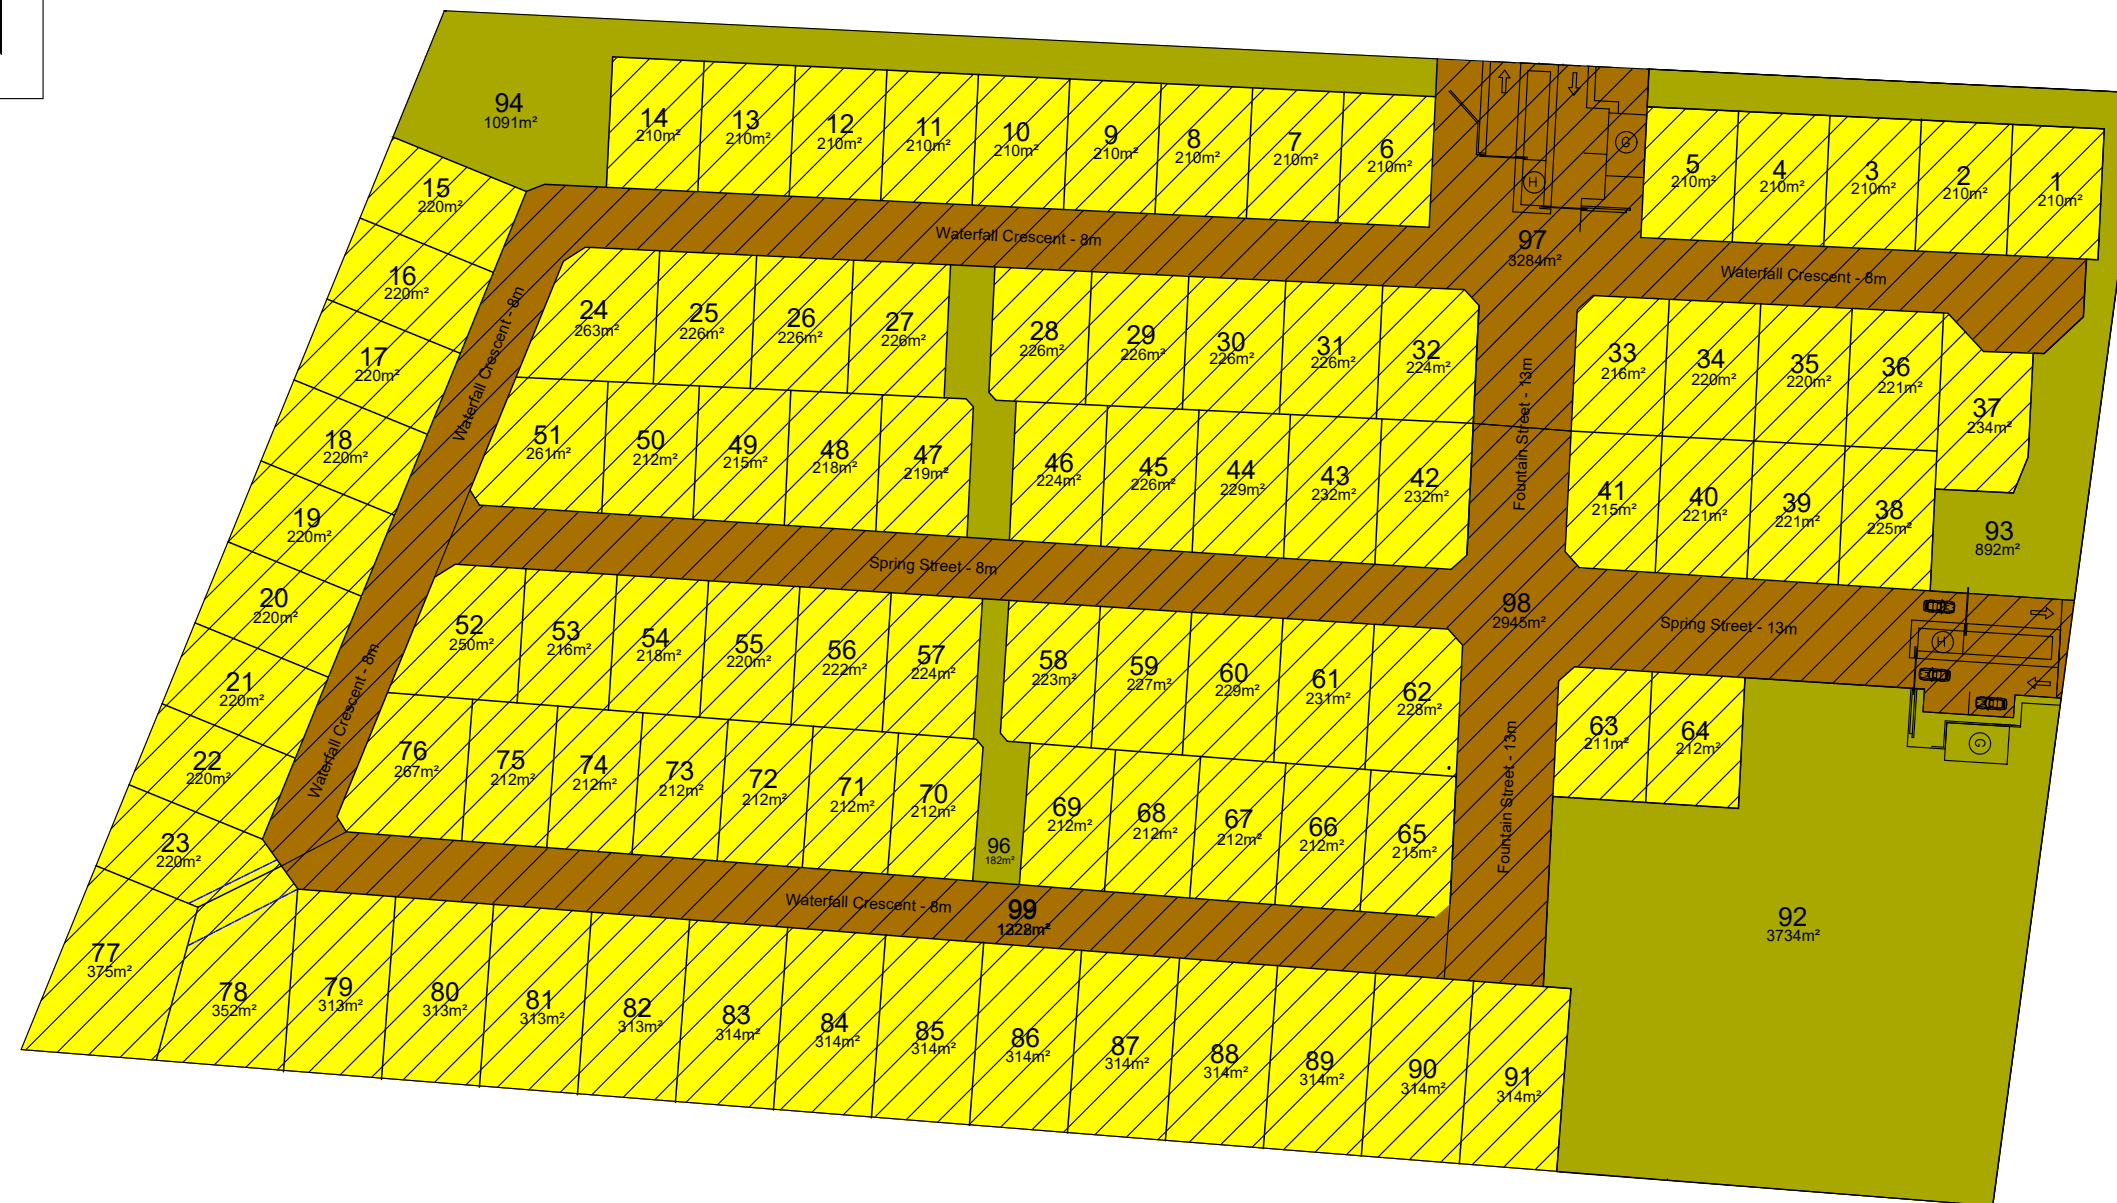 94
1091m²
14
210m²
13
210m²
12
210m²
11
210m²
10
210m²
9
210m²
8
210m²
7
210m²
6
210m²
G
H
5
210m²
4
210m²
3
210m²
2
210m²
1
210m²
15
220m²
16
220m²
17
220m²
18
220m²
19
220m²
20
220m²
21
220m²
22
220m²
23
220m²
Waterfall Crescent - 8m
97
3284m²
Waterfall Crescent - 8m
Waterfall Crescent - 8m
24
263m²
25
226m²
26
226m²
27
226m²
28
226m²
29
226m²
30
226m²
31
226m²
32
224m²
Fountain Street - 13m
33
216m²
34
220m²
35
220m²
36
221m²
37
234m²
51
261m²
50
212m²
49
215m²
48
218m²
47
219m²
46
224m²
45
226m²
44
229m²
43
232m²
42
232m²
41
215m²
40
221m²
39
221m²
38
225m²
93
892m²
Spring Street - 8m
98
2945m²
Spring Street - 13m
H
G
Waterfall Crescent - 8m
52
250m²
53
216m²
54
218m²
55
220m²
56
222m²
57
224m²
58
223m²
59
227m²
60
229m²
61
231m²
62
228m²
Fountain Street - 13m
63
211m²
64
212m²
76
267m²
75
212m²
74
212m²
73
212m²
72
212m²
71
212m²
70
212m²
96
182m²
69
212m²
68
212m²
67
212m²
66
212m²
65
215m²
92
3734m²
Waterfall Crescent - 8m
99
1328m²
77
375m²
78
352m²
79
313m²
80
313m²
81
313m²
82
313m²
83
314m²
84
314m²
85
314m²
86
314m²
87
314m²
88
314m²
89
314m²
90
314m²
91
314m²